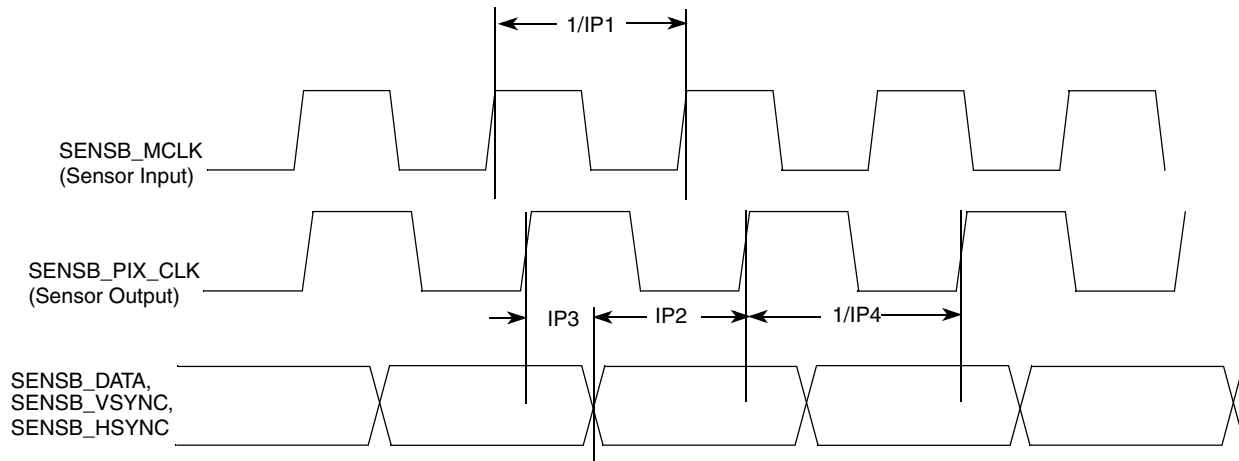 1/IP1
SENSB_MCLK
(Sensor Input)
SENSB_PIX_CLK
(Sensor Output)
IP3
IP2
1/IP4
SENSB_DATA,
SENSB_VSYNC,
SENSB_HSYNC